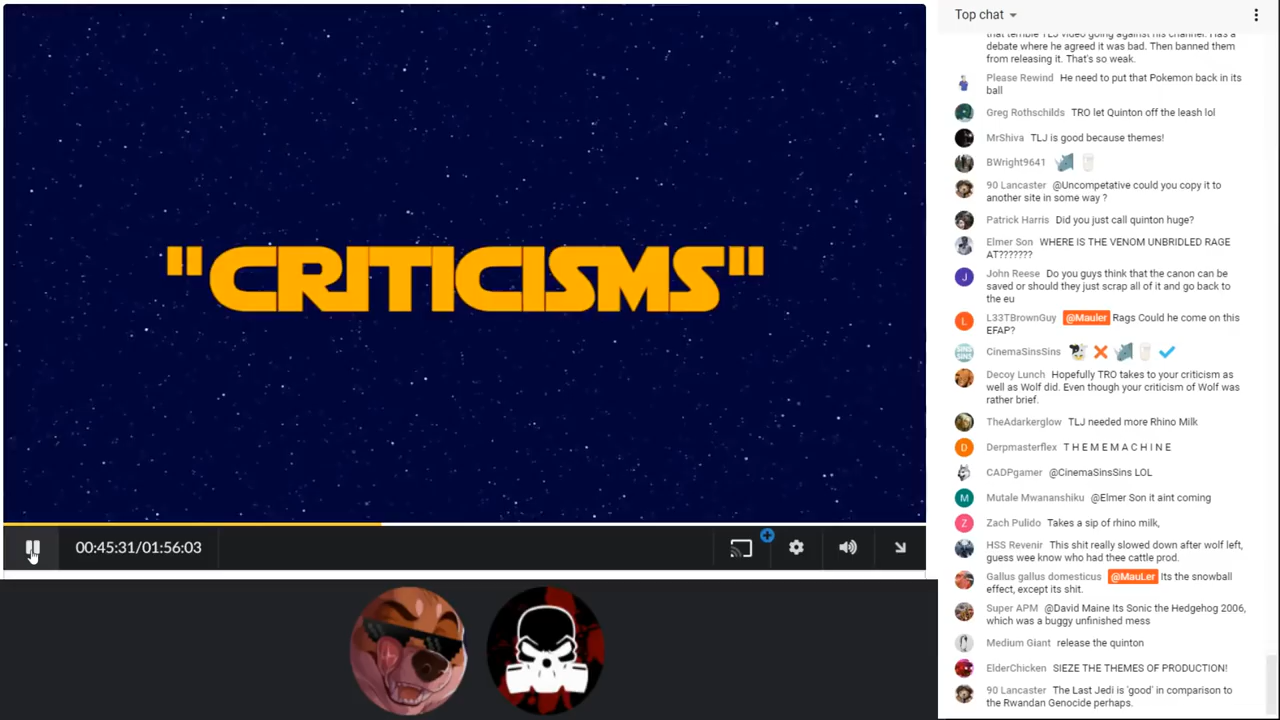 "CRITICISMS"
00:45:31/01:56:03
Top chat
that terrible TLJ video going against his channel. Has a
debate where he agreed it was bad. Then banned them
from releasing it. That's so weak.
Please Rewind He need to put that Pokemon back in its
ball
Greg Rothschilds TRO let Quinton off the leash lol
MrShiva TLJ is good because themes!
BWright9641
90 Lancaster @Uncompetative could you copy it to
another site in some way ?
Patrick Harris Did you just call quinton huge?
Elmer Son WHERE IS THE VENOM UNBRIDLED RAGE
AT???????
John Reese Do you guys think that the canon can be
saved or should they just scrap all of it and go back to
the eu
L33TBrownGuy @Mauler Rags Could he come on this
EFAP?
CinemaSinsSins
Decoy Lunch Hopefully TRO takes to your criticism as
well as Wolf did. Even though your criticism of Wolf was
rather brief.
TheAdarkerglow TLJ needed more Rhino Milk
Derpmasterflex T H E M E M A C H I N E
CADPgamer @CinemaSinsSins LOL
Mutale Mwananshiku @Elmer Son it aint coming
Zach Pulido Takes a sip of rhino milk,
HSS Revenir This shit really slowed down after wolf left,
guess wee know who had thee cattle prod.
Gallus gallus domesticus @MauLer Its the snowball
effect, except its shit.
Super APM @David Maine Its Sonic the Hedgehog 2006,
which was a buggy unfinished mess
Medium Giant release the quinton
ElderChicken SIEZE THE THEMES OF PRODUCTION!
90 Lancaster The Last Jedi is 'good' in comparison to
the Rwandan Genocide perhaps.